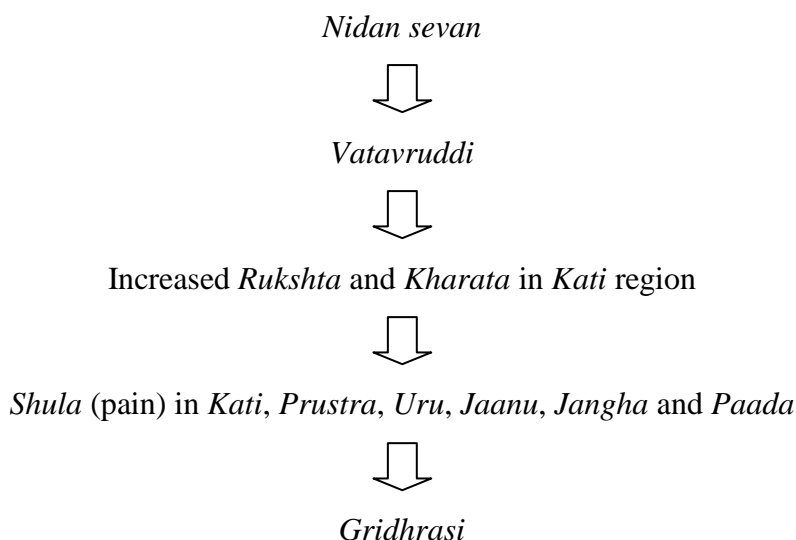 Nidan sevan
Vatavruddi
Increased Rukshta and Kharata in Kati region
Shula (pain) in Kati, Prustra, Uru, Jaanu, Jangha and Paada
Gridhrasi